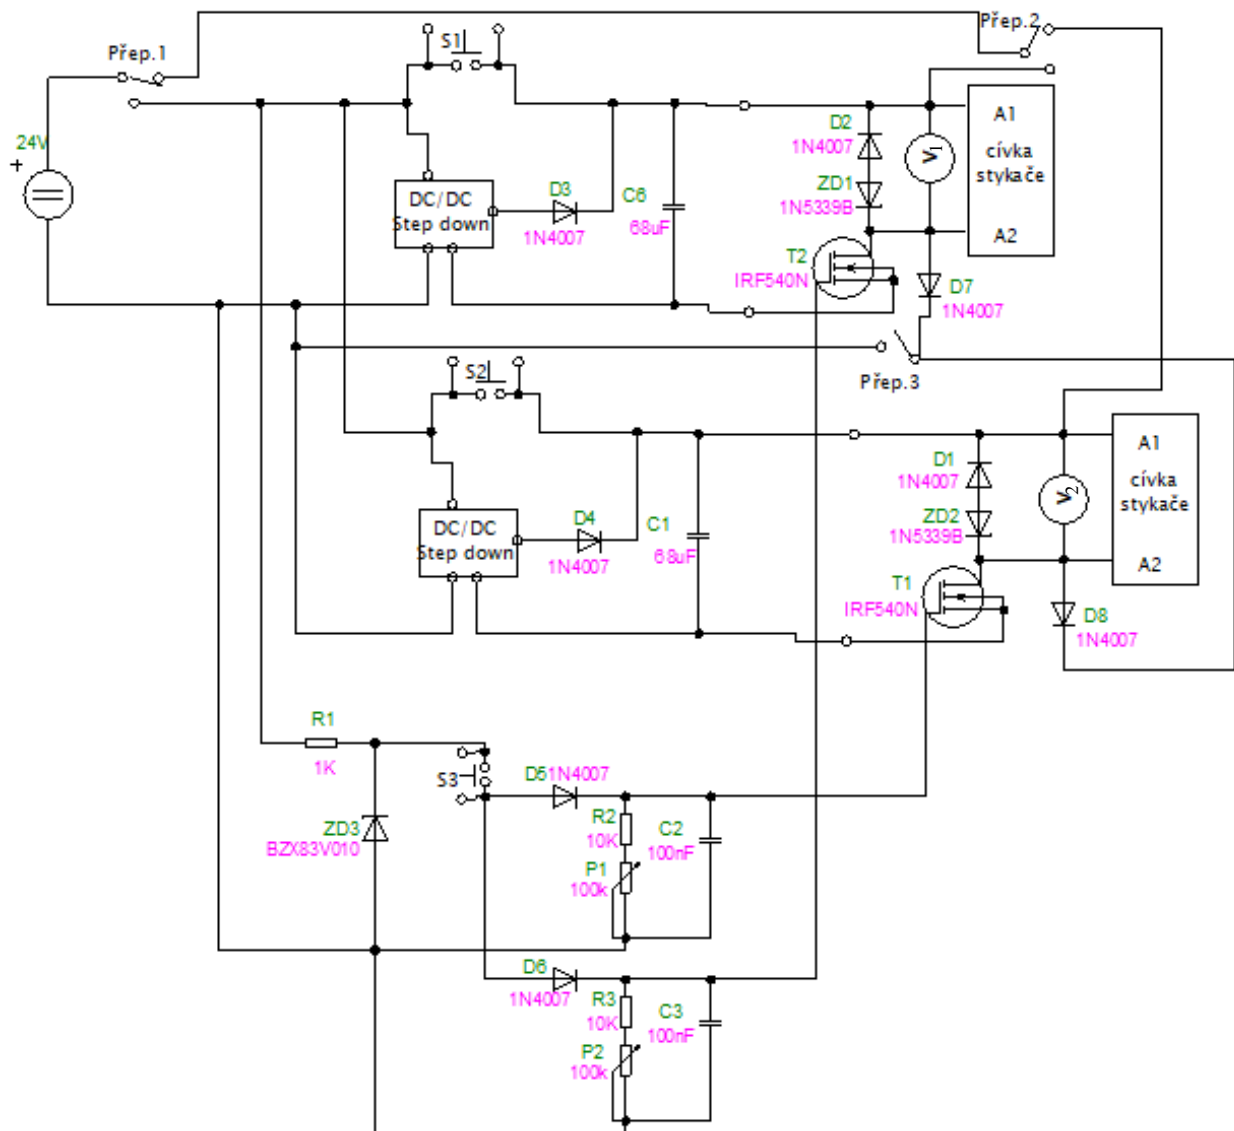 Přep.1
S1
Přep.2
24V
+
A1
cívka
stykače
A2
V1
D2
1N4007
ZD1
1N5339B
DC/DC
Step down
D3
1N4007
C6
68uF
T2
IRF540N
D7
1N4007
S2
Přep.3
A1
cívka
stykače
A2
V2
D1
1N4007
ZD2
1N5339B
DC/DC
Step down
D4
1N4007
C1
68uF
T1
IRF540N
D8
1N4007
R1
1K
S3
D5
1N4007
ZD3
BZX83V010
R2
10K
C2
100nF
P1
100k
D6
1N4007
R3
10K
C3
100nF
P2
100k